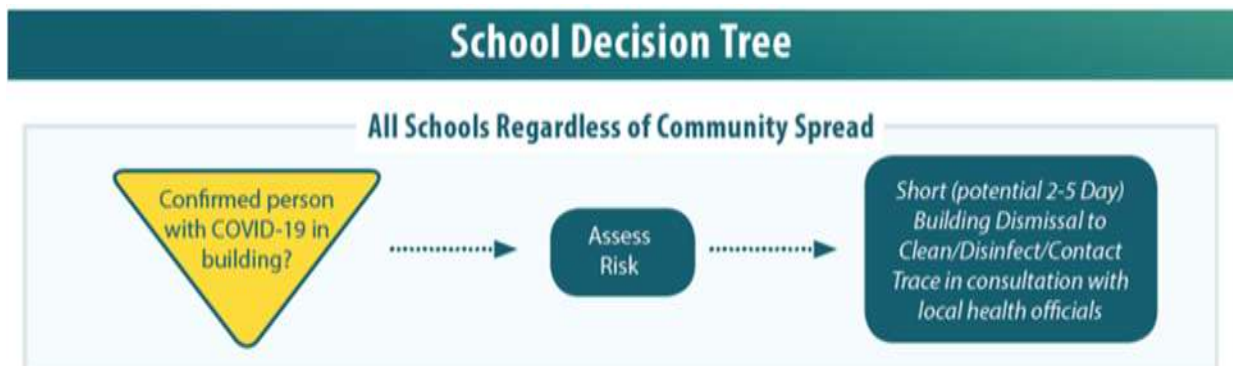 School Decision Tree
All Schools Regardless of Community Spread
Confirmed person
with COVID-19 in
building?
Assess
Risk
Short (potential 2-5 Day)
Building Dismissal to
Clean/Disinfect/Contact
Trace in consultation with
local health officials